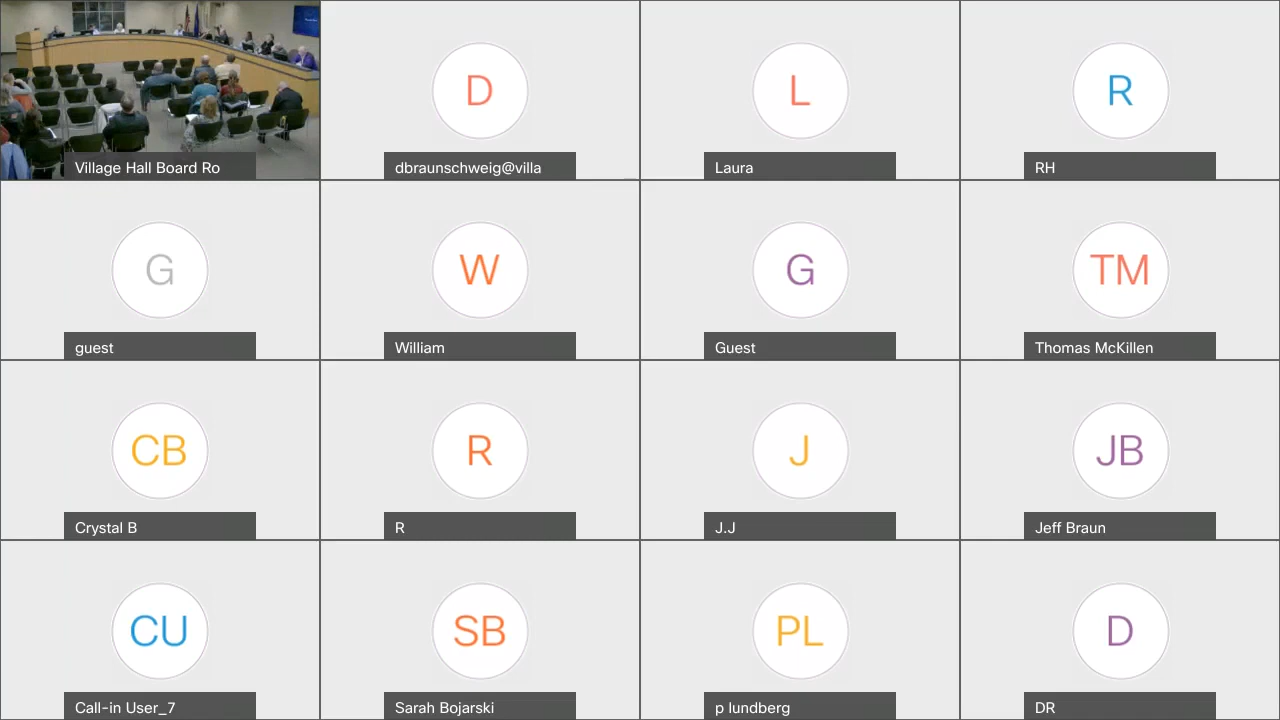 Village Hall Board Ro
D
dbraunschweig@villa
L
Laura
R
RH
G
guest
W
William
G
Guest
TM
Thomas McKillen
CB
Crystal B
R
R
J
J.J
JB
Jeff Braun
CU
Call-in User_7
SB
Sarah Bojarski
PL
p lundberg
D
DR